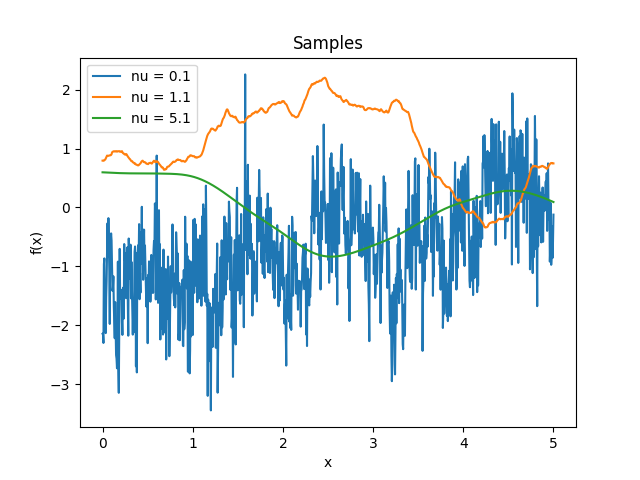 Samples
nu = 0.1
nu = 1.1
nu = 5.1
f(x)
2
1
0
−1
−2
−3
0 1 2 3 4 5
x